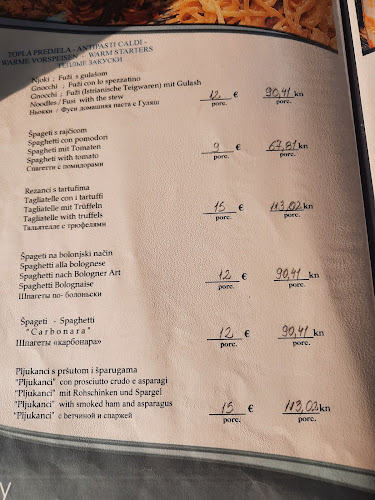 TOPLA PREDJELA - ANTIPASTI CALDI -
WARME VORSPEISEN - WARM STARTERS
ТЕПЛЫЕ ЗАКУСКИ
Njoki ; Fuži s gulašom
Gnocchi ; Fuži con lo spezzatino
Gnocchi ; Fuži (Istrianische Teigwaren) mit Gulash
Noodles / Fusi with the stew
Ньокки / Фузи домашняя паста с Гуляш
12 € 90,41 kn
porc. porc.
Špageti s rajčicom
Spaghetti con pomodori
Spaghetti mit Tomaten
Spagheti with tomato
Спагетти с помидорами
9 € 67,81 kn
porc. porc.
Rezanci s tartufima
Tagliatelle con i tartuffi
Tagliatelle mit Trüffeln
Tagliatelle with truffels
Тальятелле с трюфелями
15 € 113,02 kn
porc. porc.
Špageti na bolonjski način
Spaghetti alla bolognese
Spaghetti nach Bologner Art
Spaghetti Bolognaise
Шпагеты по- болоньски
12 € 90,41 kn
porc. porc.
Špageti - Spaghetti
"Carbonara"
Шпагеты «карбонара»
12 € 90,41 kn
porc. porc.
Pljukanci s pršutom i šparugama
"Pljukanci" con prosciutto crudo e asparagi
"Pljukanci" mit Rohschinken und Spargel
"Pljukanci" with smoked ham and asparagus
"Pljukanci" с ветчиной и спаржей
15 € 113,02 kn
porc. porc.